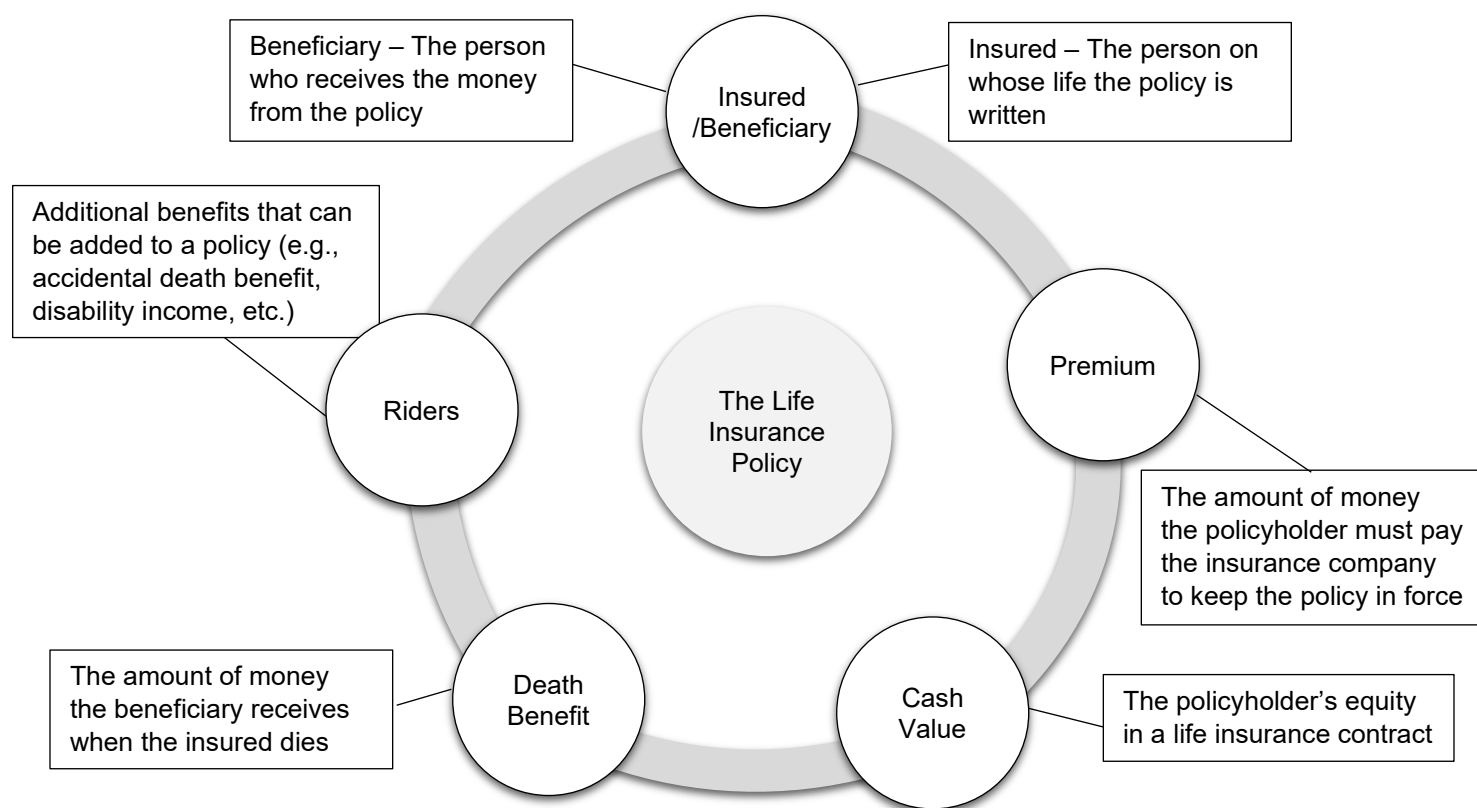 Beneficiary – The person
who receives the money
from the policy
Insured
/Beneficiary
Insured – The person on
whose life the policy is
written
Additional benefits that can
be added to a policy (e.g.,
accidental death benefit,
disability income, etc.)
Riders
The Life
Insurance
Policy
Premium
The amount of money
the policyholder must pay
the insurance company
to keep the policy in force
The amount of money
the beneficiary receives
when the insured dies
Death
Benefit
Cash
Value
The policyholder’s equity
in a life insurance contract